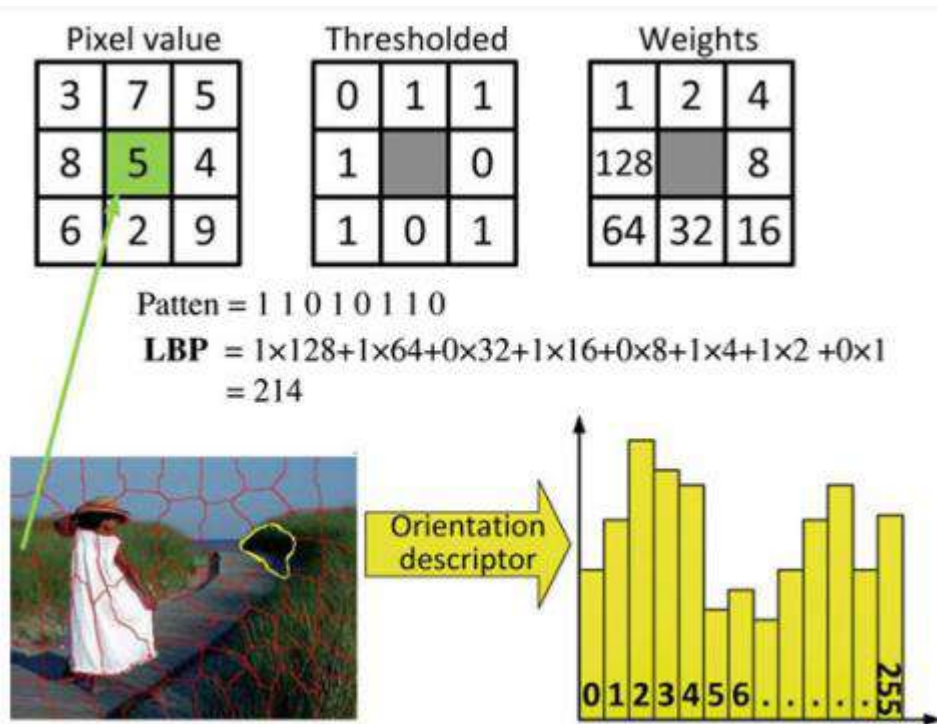 Pixel value Thresholded Weights
3 7 5 0 1 1 1 2 4
8 5 4 1 0 128 8
6 2 9 1 0 1 64 32 16
Patten = 1 1 0 1 0 1 1 0
LBP = 1×128+1×64+0×32+1×16+0×8+1×4+1×2 +0×1
= 214
Orientation
descriptor
0 1 2 3 4 5 6 . . . . . 255